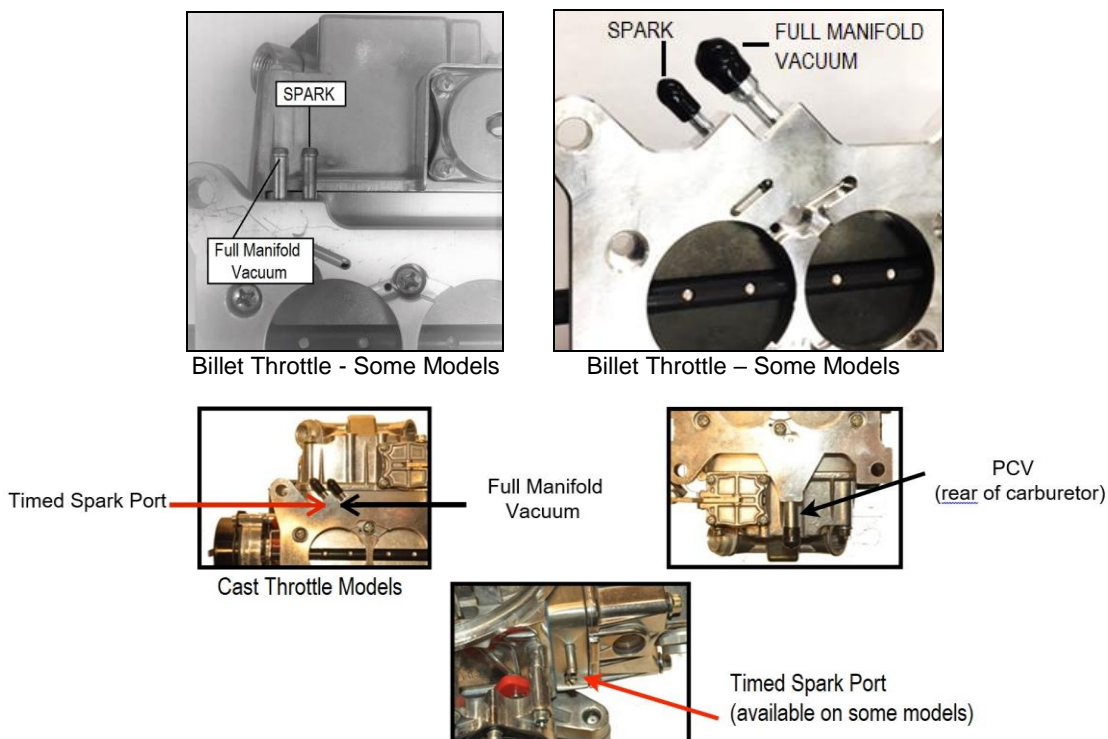 SPARK
Full Manifold
Vacuum
SPARK
FULL MANIFOLD
VACUUM
Billet Throttle - Some Models
Billet Throttle – Some Models
Timed Spark Port
Full Manifold
Vacuum
PCV
(rear of carburetor)
Cast Throttle Models
Timed Spark Port
(available on some models)